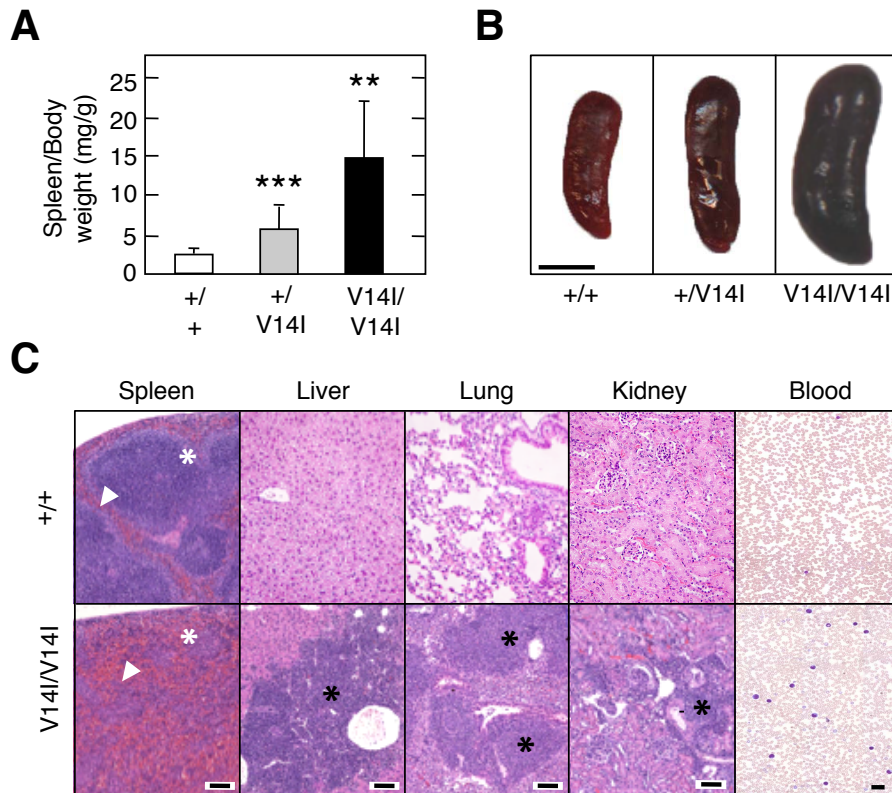 A
B
Spleen/Body
weight (mg/g)
25
20
15
10
5
0
***
**
+/
+
+/
V14I
V14I/
V14I
+/+
+/V14I
V14I/V14I
C
Spleen
Liver
Lung
Kidney
Blood
+/+
*
V14I/V14I
*
*
*
*
*